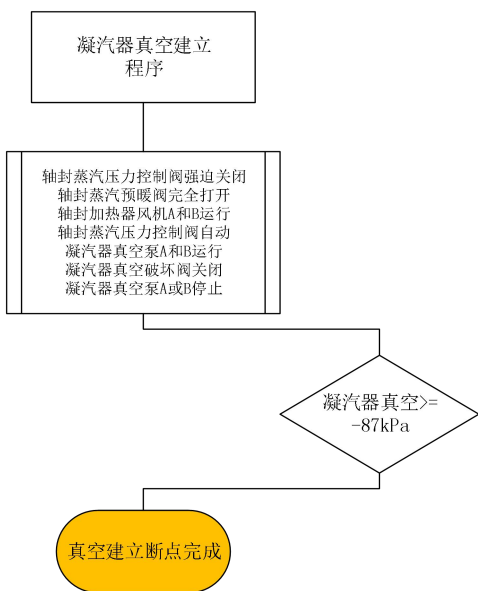 凝汽器真空建立
程序
轴封蒸汽压力控制阀强迫关闭
轴封蒸汽预暖阀完全打开
轴封加热器风机A和B运行
轴封蒸汽压力控制阀自动
凝汽器真空泵A和B运行
凝汽器真空破坏阀关闭
凝汽器真空泵A或B停止
凝汽器真空>=
-87kPa
真空建立断点完成